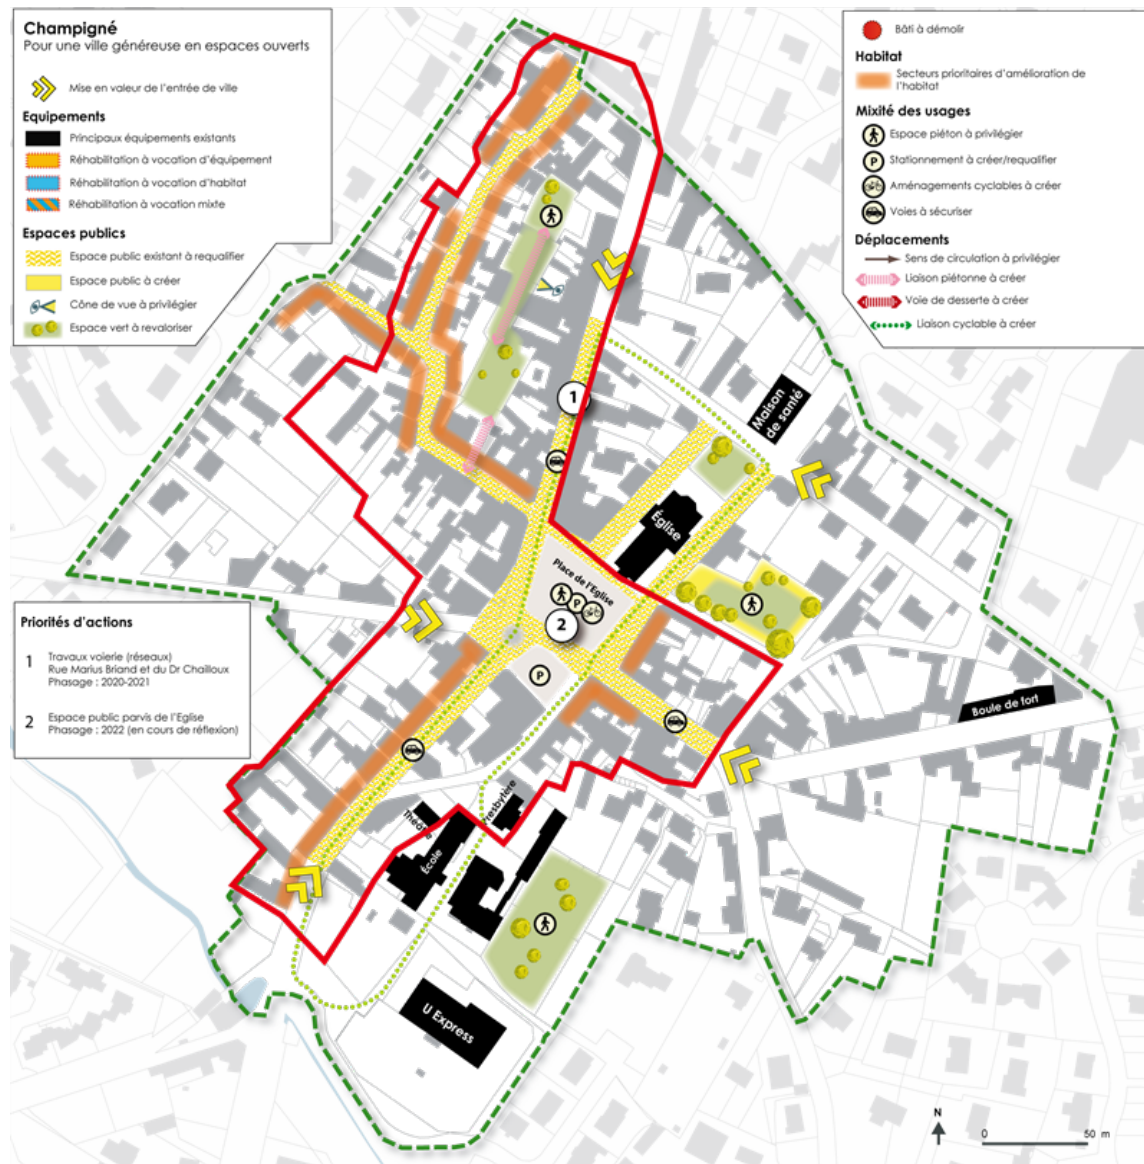 Champigné
Pour une ville généreuse en espaces ouverts
Mise en valeur de l'entrée de ville
Equipements
Principaux équipements existants
Réhabilitation à vocation d'équipement
Réhabilitation à vocation d'habitat
Réhabilitation à vocation mixte
Espaces publics
Espace public existant à requalifier
Espace public à créer
Cône de vue à privilégier
Espace vert à revaloriser
Bâti à démolir
Habitat
Secteurs prioritaires d'amélioration de
l'habitat
Mixité des usages
Espace piéton à privilégier
P
Stationnement à créer/requalifier
Aménagements cyclables à créer
Voies à sécuriser
Déplacements
Sens de circulation à privilégier
Liaison piétonne à créer
Voie de desserte à créer
Liaison cyclable à créer
1
Maison
de santé
Église
Place de l'Eglise
P
2
P
Boule de fort
Presbytère
Théâtre
École
U Express
Priorités d'actions
1 Travaux voierie (réseaux)
Rue Marius Briand et du Dr Chailloux
Phasage : 2020-2021
2 Espace public parvis de l'Eglise
Phasage : 2022 (en cours de réflexion)
N
0 50 m